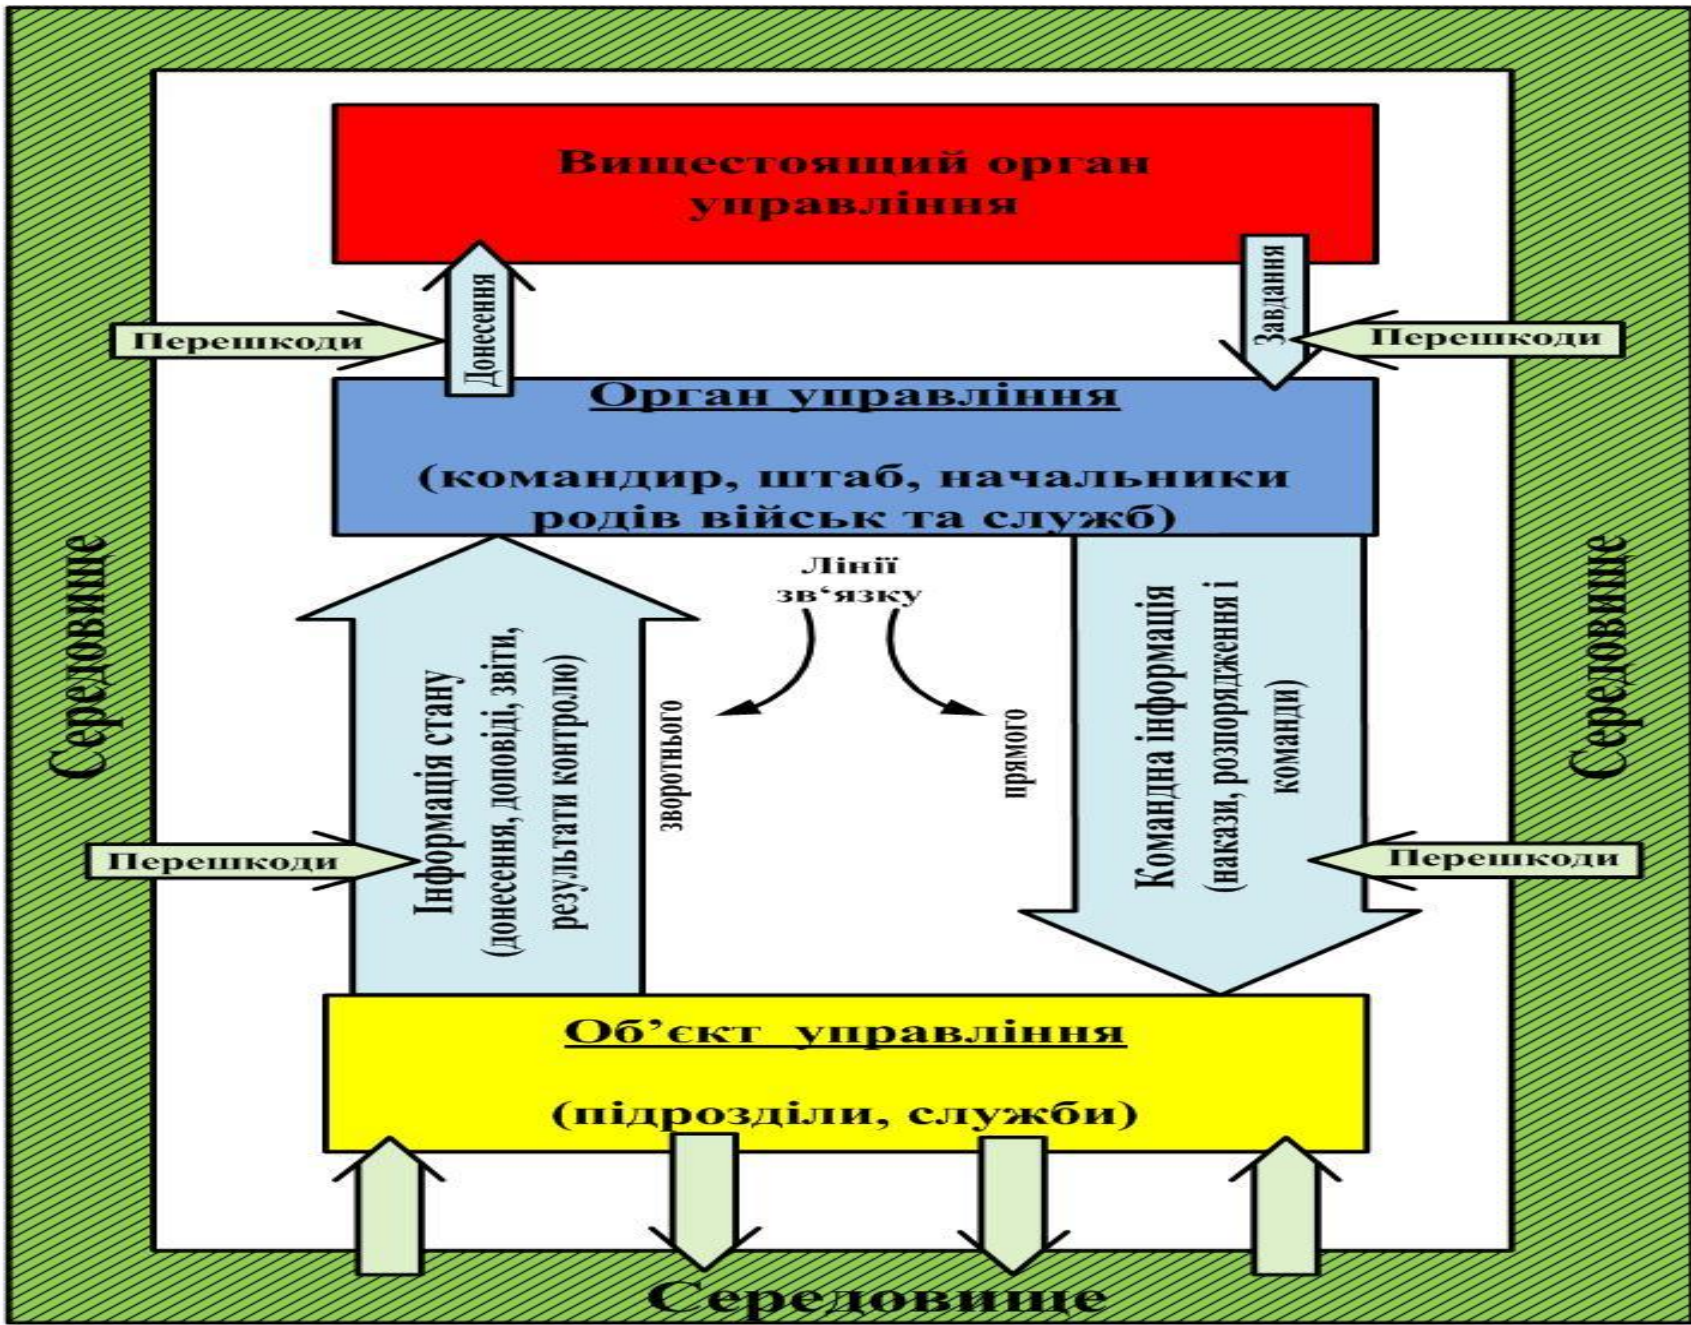 Вищестоящий орган
управління
Донесення
Завдання
Перешкоди
Перешкоди
Орган управління
(командир, штаб, начальники
родів військ та служб)
Лінії
зв‘язку
зворотнього
прямого
Інформація стану
(донесення, доповіді, звіти,
результати контролю)
Командна інформація
(накази, розпорядження і
команди)
Середовище
Середовище
Перешкоди
Перешкоди
Об’єкт управління
(підрозділи, служби)
Середовище